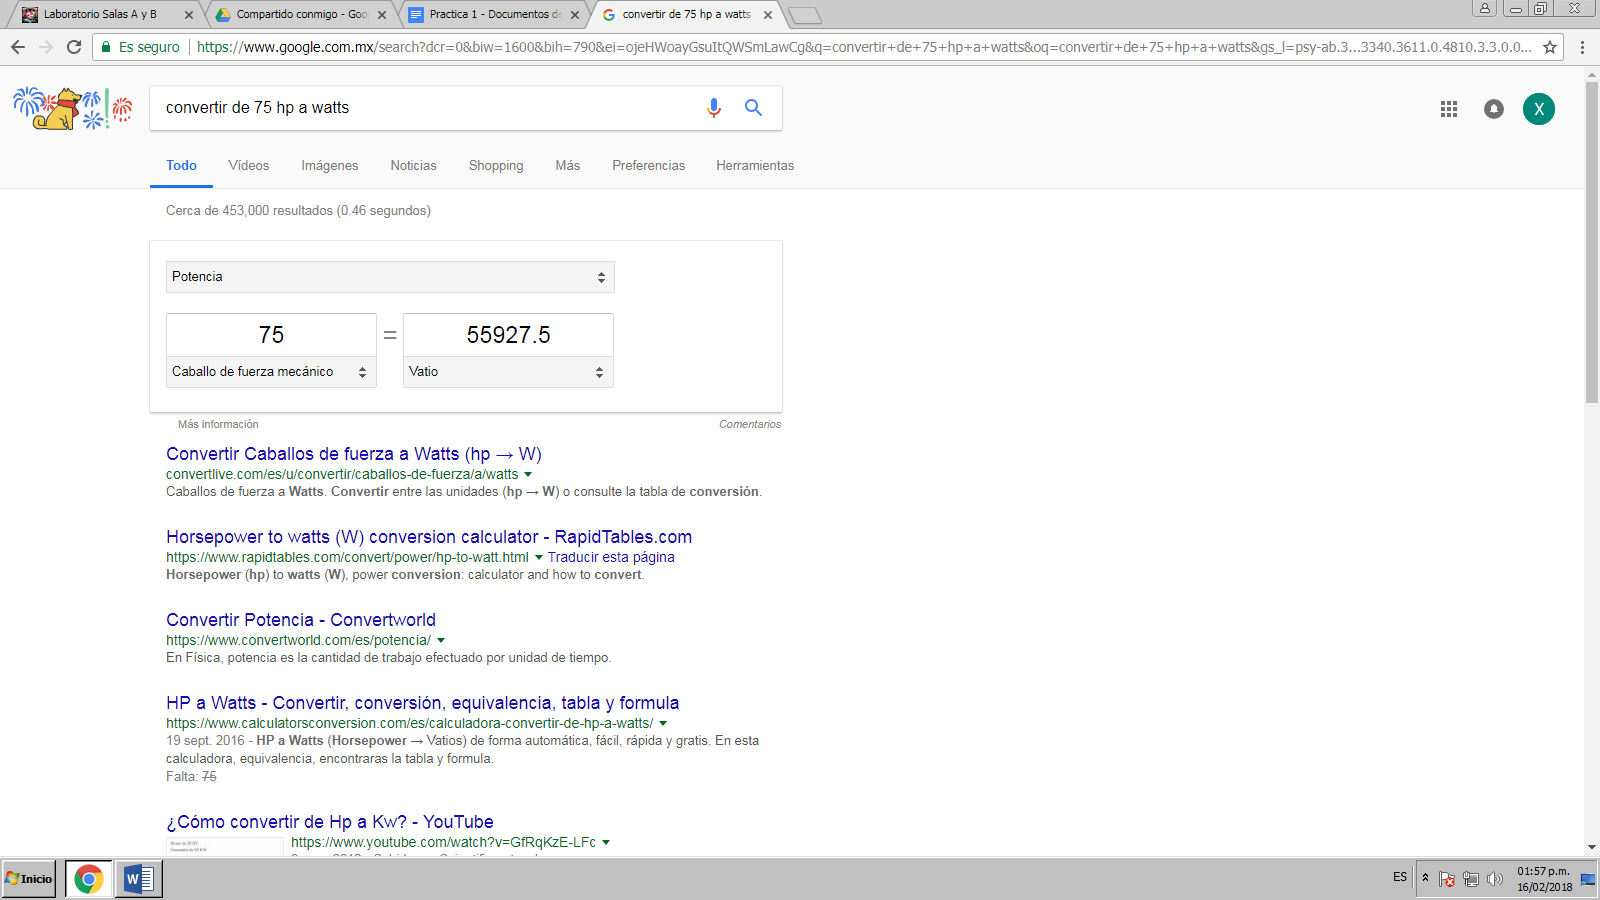 Laboratorio Salas A y B
Compartido conmigo - Goo
Practica 1 - Documentos de
convertir de 75 hp a watts
Es seguro
https://www.google.com.mx/search?dcr=0&biw=1600&bih=790&ei=ojeHWoayGsuItQWSmLawCg&q=convertir+de+75+hp+a+watts&oq=convertir+de+75+hp+a+watts&gs_l=psy-ab.3...3340.3611.0.4810.3.3.0.0...
convertir de 75 hp a watts
X
Todo Vídeos Imágenes Noticias Shopping Más Preferencias Herramientas
Cerca de 453,000 resultados (0.46 segundos)
Potencia
75 = 55927.5
Caballo de fuerza mecánico Vatio
Más información Comentarios
Convertir Caballos de fuerza a Watts (hp → W)
convertlive.com/es/u/convertir/caballos-de-fuerza/a/watts
Caballos de fuerza a Watts. Convertir entre las unidades (hp → W) o consulte la tabla de conversión.
Horsepower to watts (W) conversion calculator - RapidTables.com
https://www.rapidtables.com/convert/power/hp-to-watt.html Traducir esta página
Horsepower (hp) to watts (W), power conversion: calculator and how to convert.
Convertir Potencia - Convertworld
https://www.convertworld.com/es/potencia/
En Física, potencia es la cantidad de trabajo efectuado por unidad de tiempo.
HP a Watts - Convertir, conversión, equivalencia, tabla y formula
https://www.calculatorsconversion.com/es/calculadora-convertir-de-hp-a-watts/
19 sept. 2016 - HP a Watts (Horsepower → Vatios) de forma automática, fácil, rápida y gratis. En esta
calculadora, equivalencia, encontraras la tabla y formula.
Falta: 75
¿Cómo convertir de Hp a Kw? - YouTube
https://www.youtube.com/watch?v=GfRqKzE-LFc
Inicio
ES
01:57 p.m.
16/02/2018